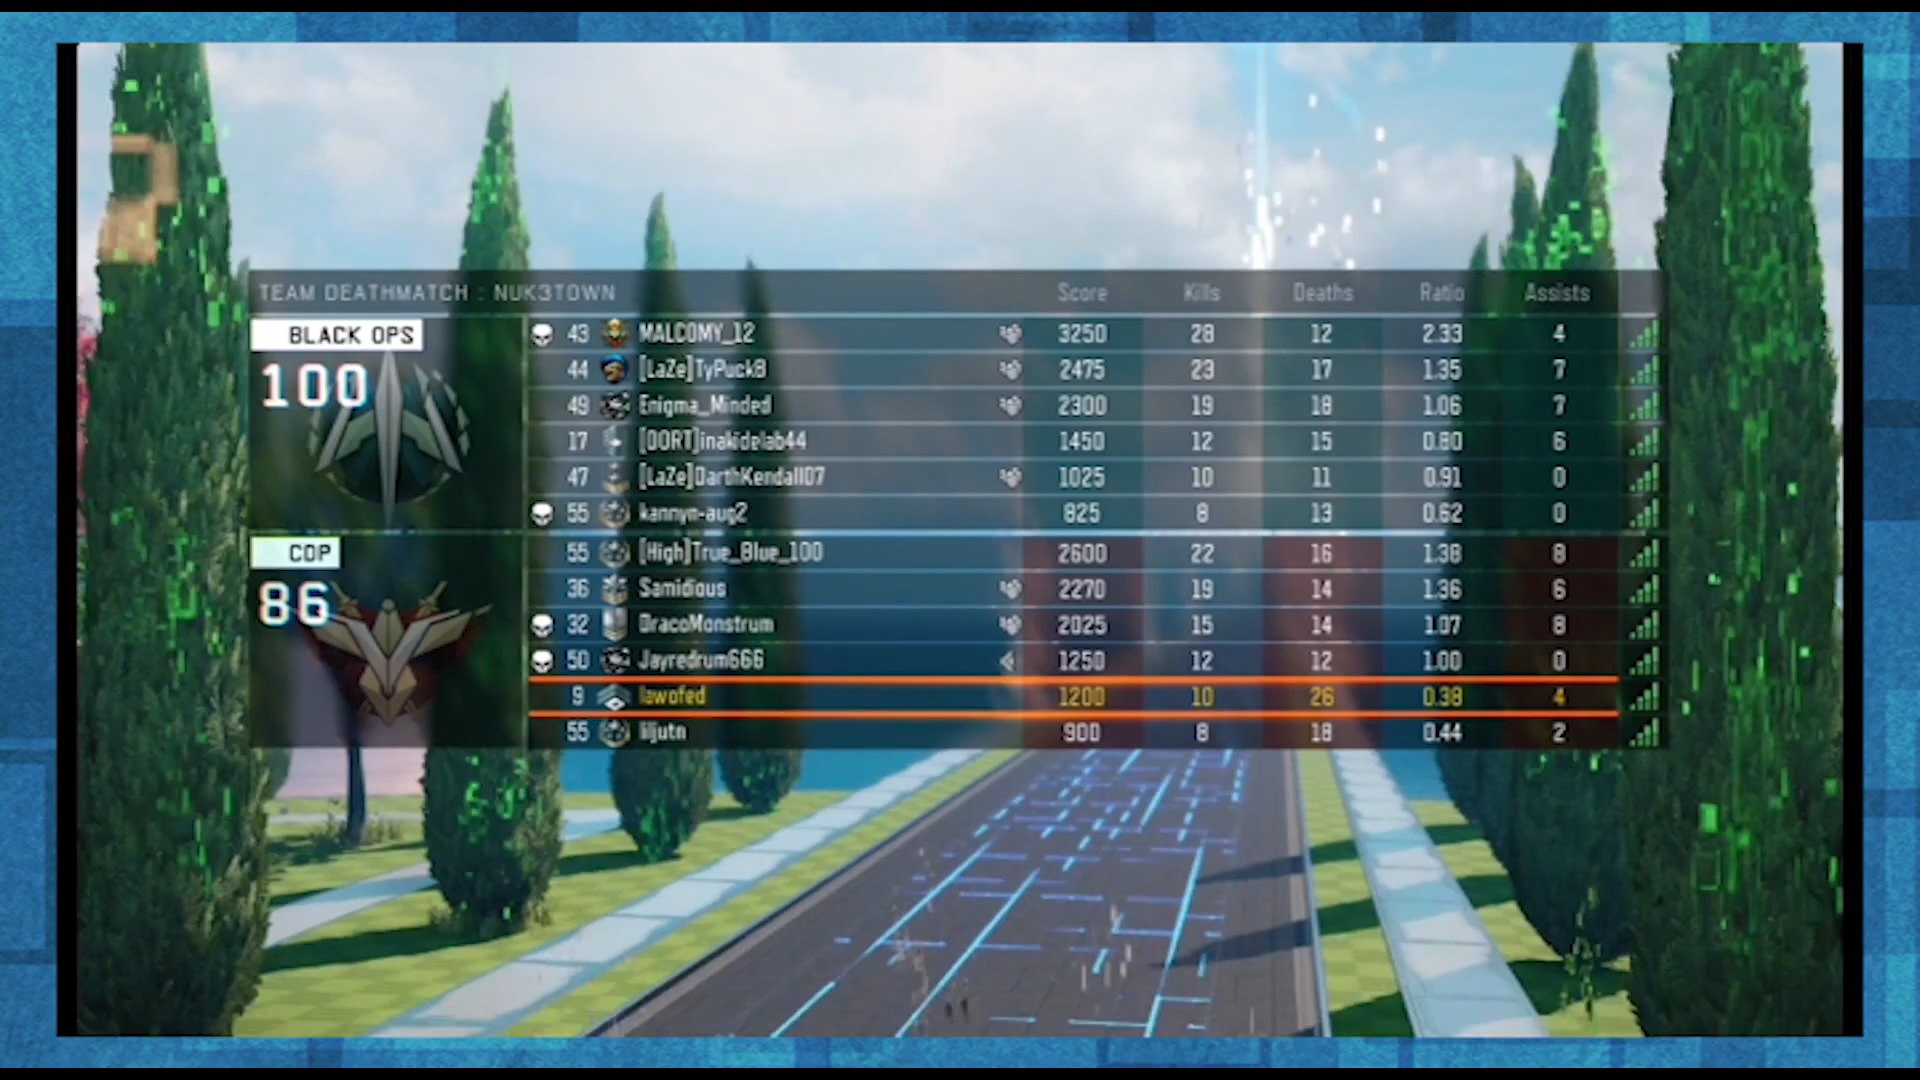 TEAM DEATHMATCH : NUK3TOWN Score Kills Deaths Ratio Assists
BLACK OPS
100
43 MALCOMY_12 3250 28 12 2.33 4
44 [LaZe]TyPuck8 2475 23 17 1.35 7
49 Enigma_Minded 2300 19 18 1.06 7
17 [OORT]inakidelab44 1450 12 15 0.80 6
47 [LaZe]DarthKendall07 1025 10 11 0.91 0
55 kannyn-aug2 825 8 13 0.62 0
CDP
86
55 [High]True_Blue_100 2600 22 16 1.38 8
36 Samidious 2270 19 14 1.36 6
32 DracoMonstrum 2025 15 14 1.07 8
50 Jayredrum666 1250 12 12 1.00 0
9 lawofed 1200 10 26 0.38 4
55 liljutn 900 8 18 0.44 2